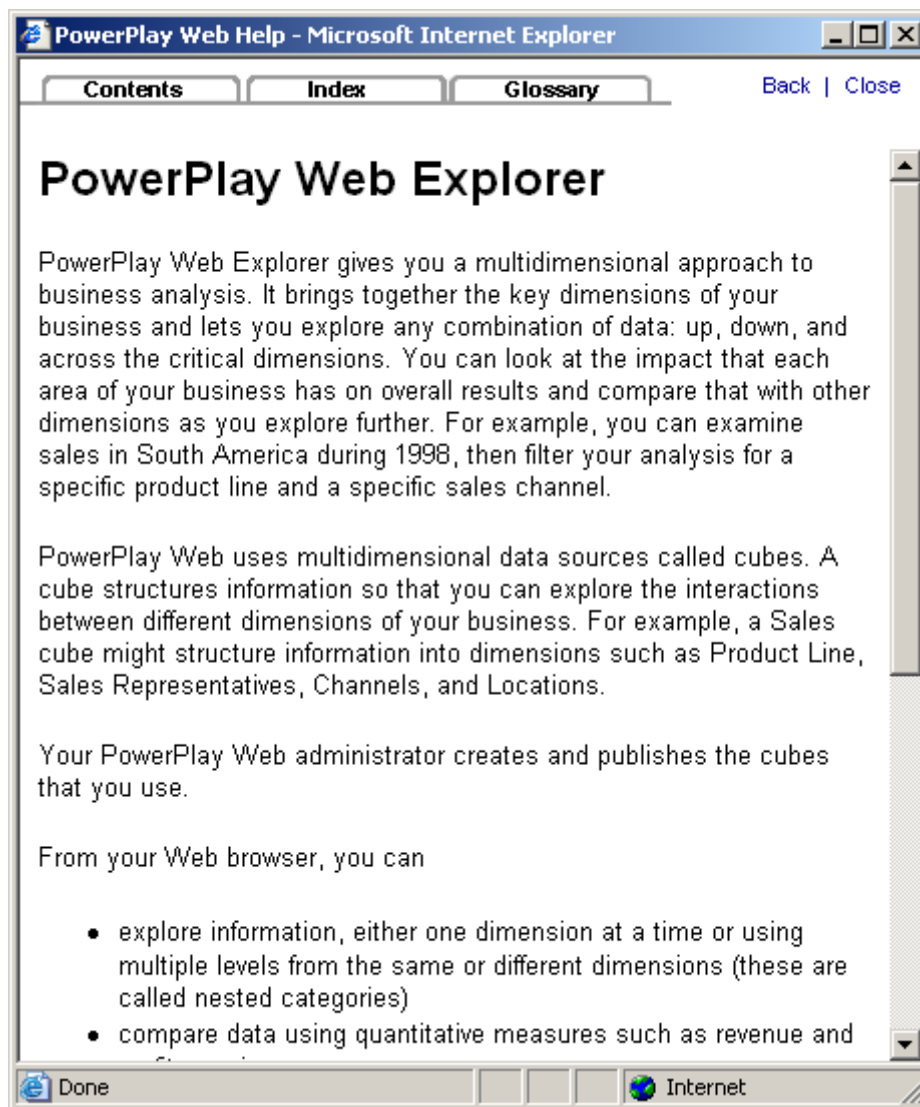 PowerPlay Web Help - Microsoft Internet Explorer
Contents Index Glossary Back | Close
PowerPlay Web Explorer
PowerPlay Web Explorer gives you a multidimensional approach to
business analysis. It brings together the key dimensions of your
business and lets you explore any combination of data: up, down, and
across the critical dimensions. You can look at the impact that each
area of your business has on overall results and compare that with other
dimensions as you explore further. For example, you can examine
sales in South America during 1998, then filter your analysis for a
specific product line and a specific sales channel.
PowerPlay Web uses multidimensional data sources called cubes. A
cube structures information so that you can explore the interactions
between different dimensions of your business. For example, a Sales
cube might structure information into dimensions such as Product Line,
Sales Representatives, Channels, and Locations.
Your PowerPlay Web administrator creates and publishes the cubes
that you use.
From your Web browser, you can
• explore information, either one dimension at a time or using
multiple levels from the same or different dimensions (these are
called nested categories)
• compare data using quantitative measures such as revenue and
Done Internet